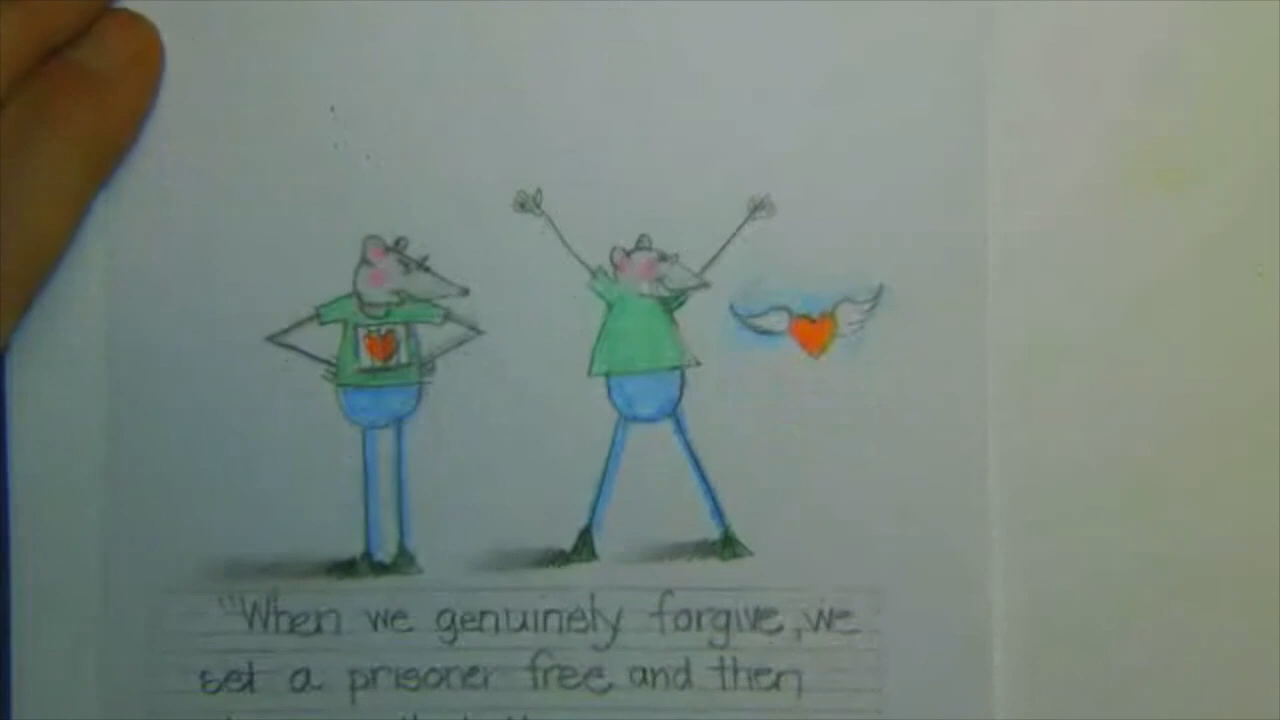 "When we genuinely forgive, we
set a prisoner free and then